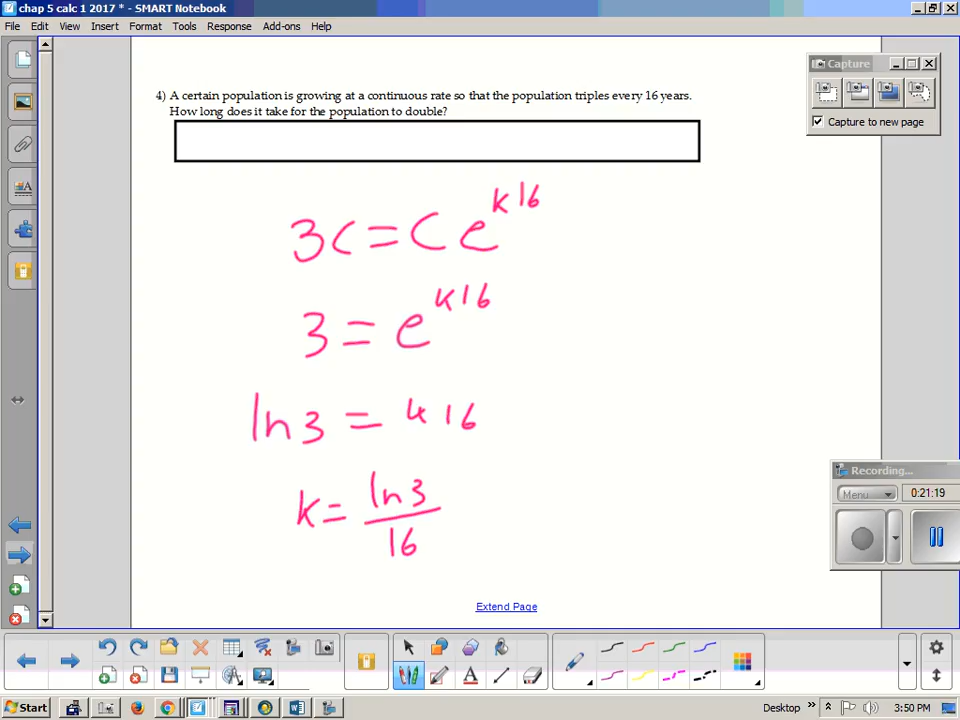 chap 5 calc 1 2017 * - SMART Notebook
File Edit View Insert Format Tools Response Add-ons Help
4) A certain population is growing at a continuous rate so that the population triples every 16 years.
How long does it take for the population to double?
Capture
Capture to new page
3C = C e^k16
3 = e^k16
ln3 = k 16
k = ln3/16
Recording...
Menu
0:21:19
Extend Page
Start
Desktop
3:50 PM